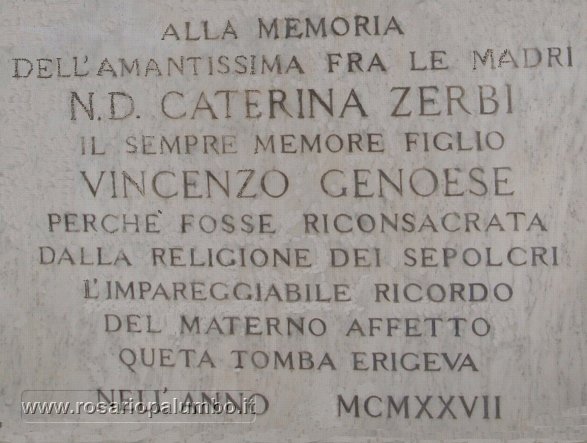 ALLA MEMORIA
DELL'AMANTISSIMA FRA LE MADRI
N.D. CATERINA ZERBI
IL SEMPRE MEMORE FIGLIO
VINCENZO GENOESE
PERCHE' FOSSE RICONSACRATA
DALLA RELIGIONE DEI SEPOLCRI
L'IMPAREGGIABILE RICORDO
DEL MATERNO AFFETTO
QUETA TOMBA ERIGEVA
NELL'ANNO MCMXXVII
www.rosariopalumbo.it